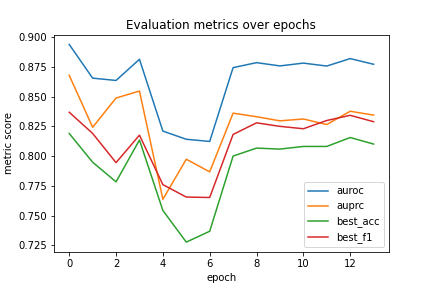 Evaluation metrics over epochs
metric score
0.900
0.875
0.850
0.825
0.800
0.775
0.750
0.725
auroc
auprc
best_acc
best_f1
0 2 4 6 8 10 12
epoch